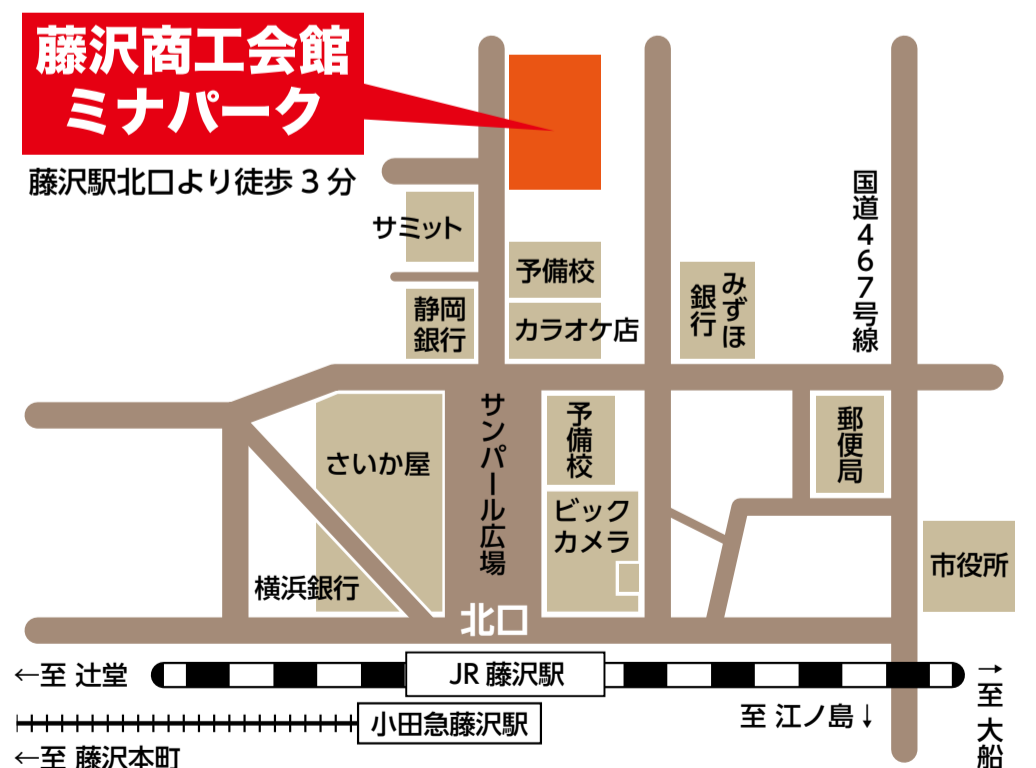 藤沢商工会館
ミナパーク
藤沢駅北口より徒歩3分
サミット
静岡
銀行
予備校
カラオケ店
みずほ
銀行
国道467号線
さいか屋
サンパール広場
予備校
ビック
カメラ
郵便局
市役所
横浜銀行
北口
←至 辻堂
JR 藤沢駅
→至 大船
小田急藤沢駅
至 江ノ島↓
←至 藤沢本町